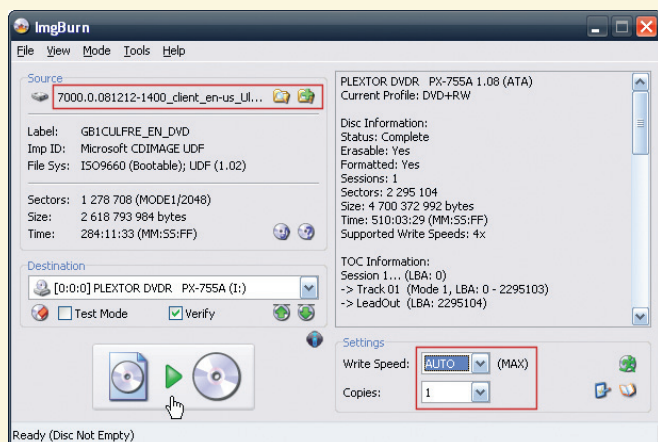 ImgBurn
File View Mode Tools Help
Source
7000.0.081212-1400_client_en-us_Ul...
Label: GB1CULFRE_EN_DVD
Imp ID: Microsoft CDIMAGE UDF
File Sys: ISO9660 (Bootable); UDF (1.02)
Sectors: 1 278 708 (MODE1/2048)
Size: 2 618 793 984 bytes
Time: 284:11:33 (MM:SS:FF)
Destination
[0:0:0] PLEXTOR DVDR PX-755A (I:)
Test Mode Verify
PLEXTOR DVDR PX-755A 1.08 (ATA)
Current Profile: DVD+RW
Disc Information:
Status: Complete
Erasable: Yes
Formatted: Yes
Sessions: 1
Sectors: 2 295 104
Size: 4 700 372 992 bytes
Time: 510:03:29 (MM:SS:FF)
Supported Write Speeds: 4x
TOC Information:
Session 1... (LBA: 0)
-> Track 01 (Mode 1, LBA: 0 - 2295103)
-> LeadOut (LBA: 2295104)
Settings
Write Speed: AUTO (MAX)
Copies: 1
Ready (Disc Not Empty)